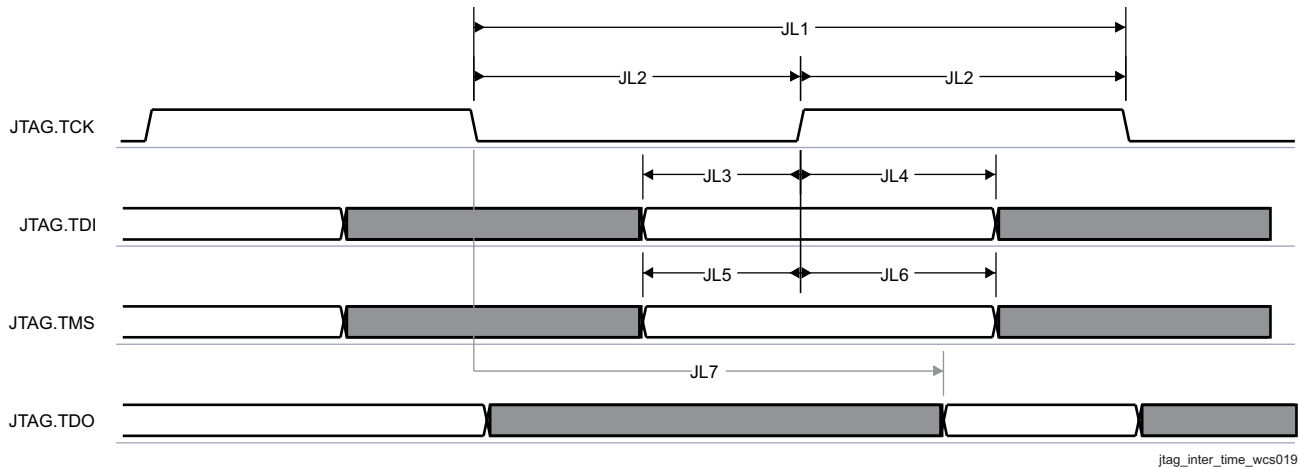 JL1
JL2 JL2
JTAG.TCK
JL3 JL4
JTAG.TDI
JL5 JL6
JTAG.TMS
JL7
JTAG.TDO
jtag_inter_time_wcs019